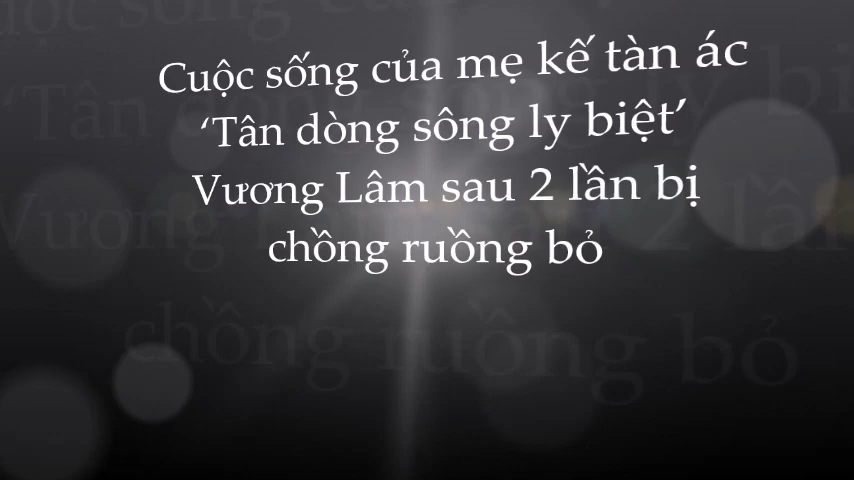 Cuộc sống của mẹ kế tàn ác
‘Tân dòng sông ly biệt’
Vương Lâm sau 2 lần bị
chồng ruồng bỏ